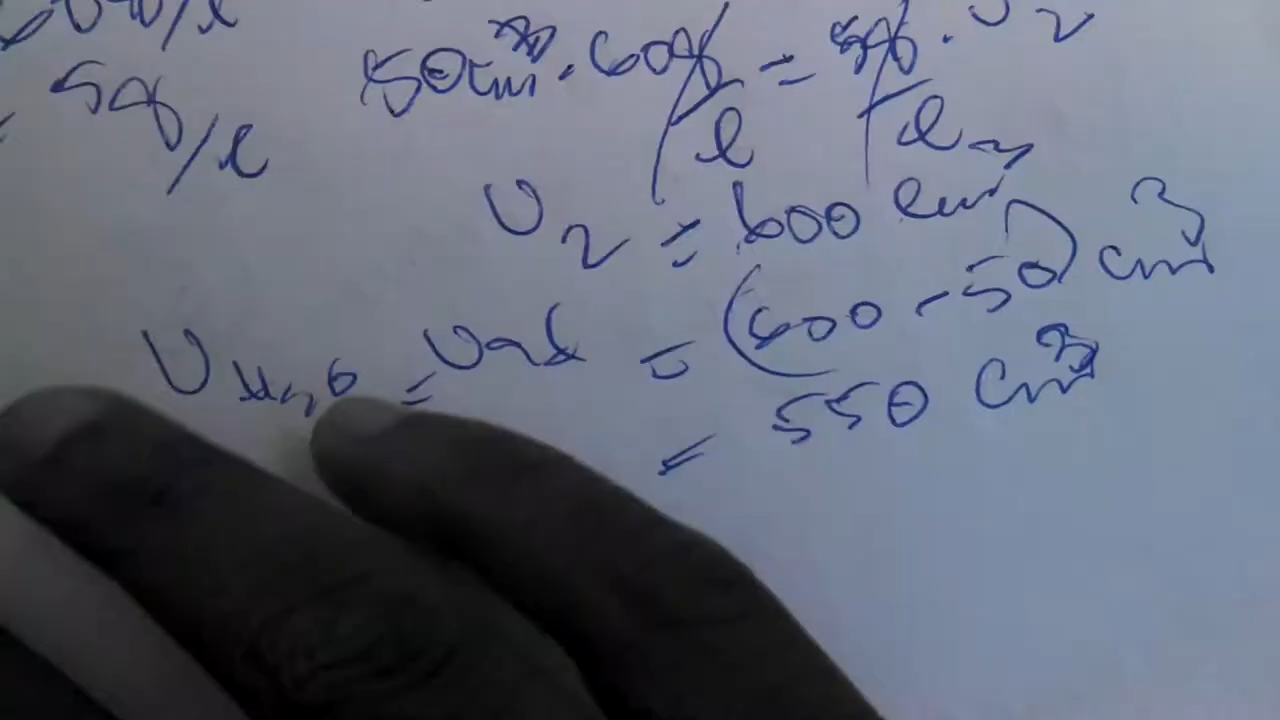 5g/l
50cm³ · 60g/l = 5g/l · V2
V2 = 600 cm³
VH2O = Vad = (600 - 50) cm³
= 550 cm³